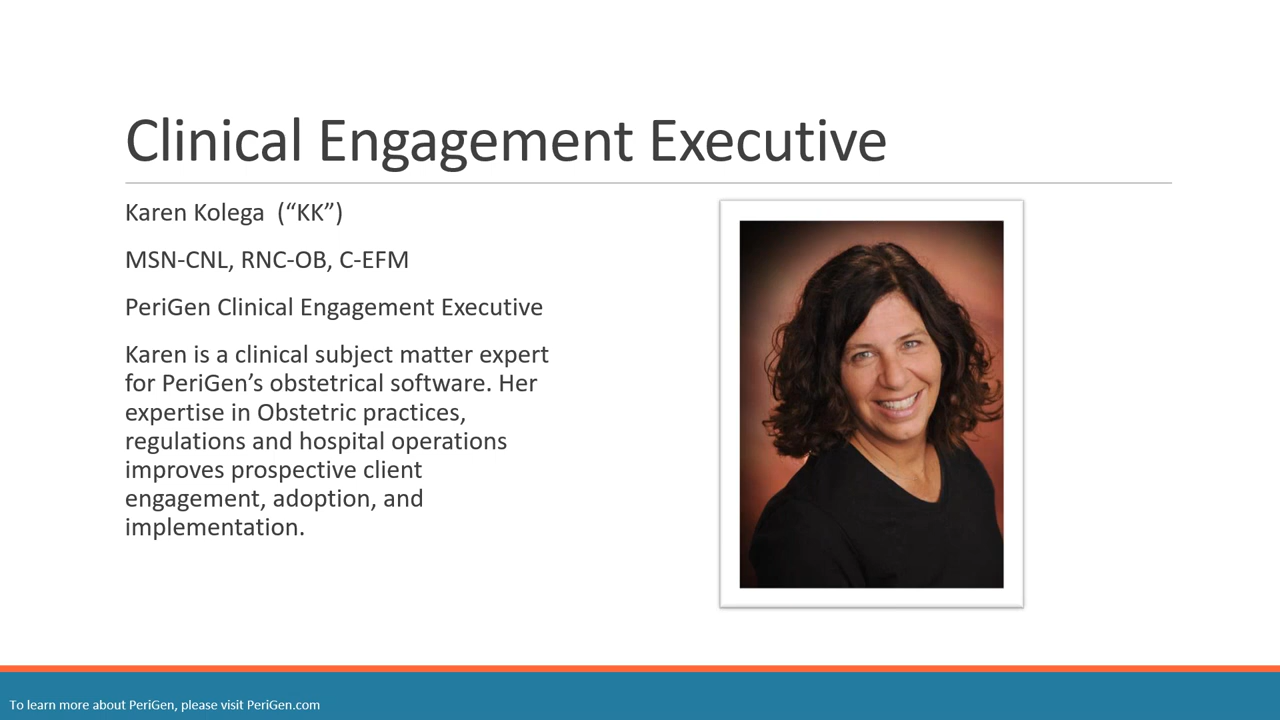 Clinical Engagement Executive
Karen Kolega  (“KK”)
MSN-CNL, RNC-OB, C-EFM
PeriGen Clinical Engagement Executive
Karen is a clinical subject matter expert
for PeriGen’s obstetrical software. Her
expertise in Obstetric practices,
regulations and hospital operations
improves prospective client
engagement, adoption, and
implementation.
To learn more about PeriGen, please visit PeriGen.com